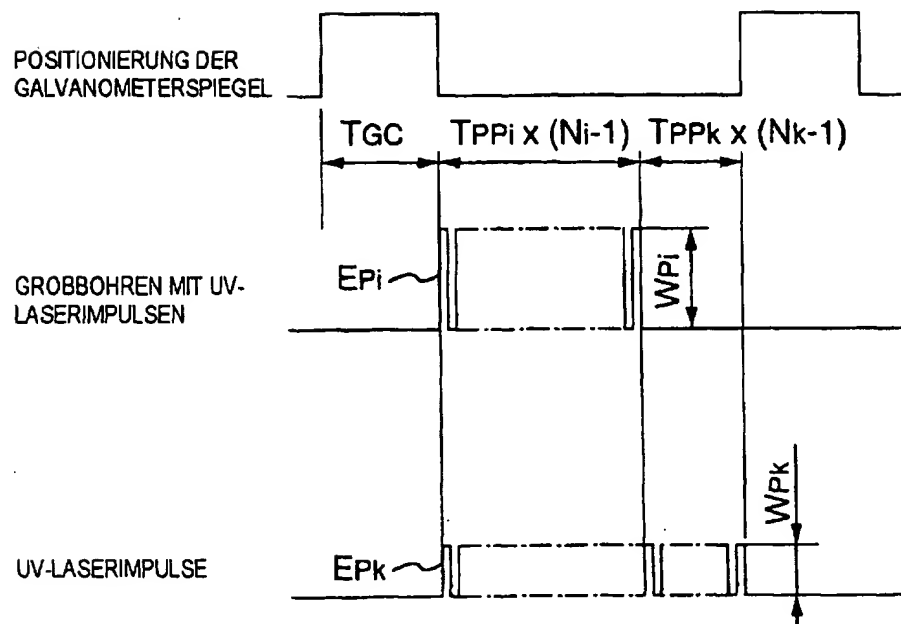 POSITIONIERUNG DER
GALVANOMETERSPIEGEL
TGC
TPPi x (Ni-1)
TPPk x (Nk-1)
EPi
WPi
GROBBOHREN MIT UV-
LASERIMPULSEN
WPk
UV-LASERIMPULSE
EPk